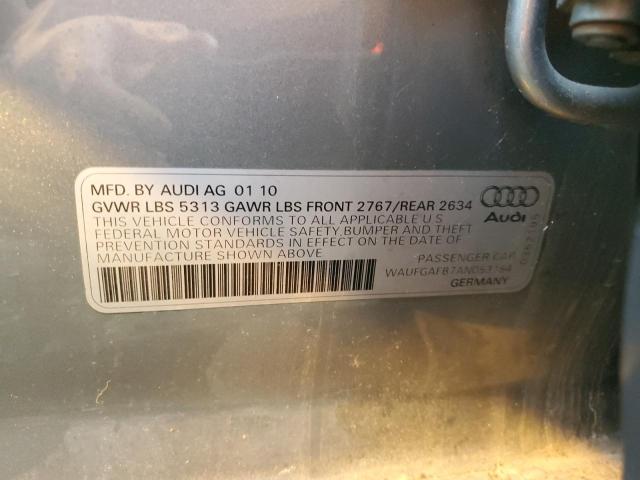 MFD. BY AUDI AG 01 10
GVWR LBS 5313 GAWR LBS FRONT 2767/REAR 2634
THIS VEHICLE CONFORMS TO ALL APPLICABLE U S
FEDERAL MOTOR VEHICLE SAFETY, BUMPER AND THEFT
PREVENTION STANDARDS IN EFFECT ON THE DATE OF
MANUFACTURE SHOWN ABOVE
PASSENGER CAR
GERMANY
Audi